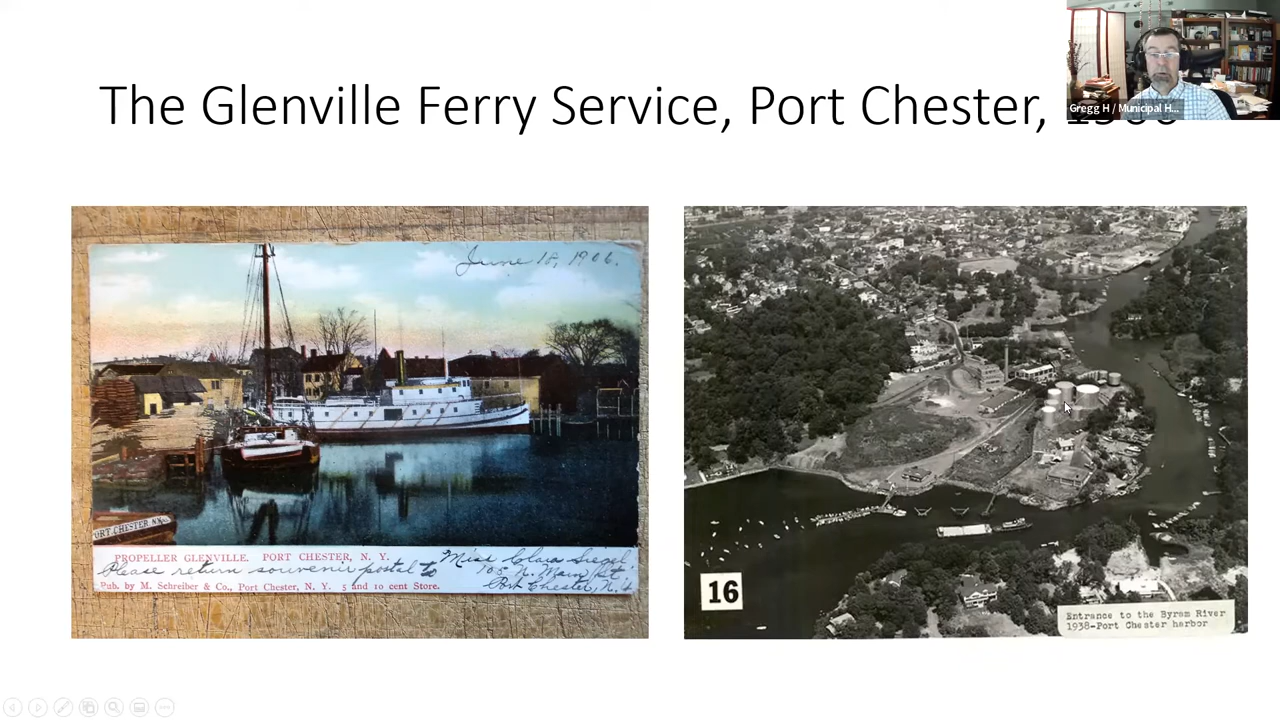 The Glenville Ferry Service, Port Chester,
Gregg H / Municipal H...
June 18, 1906.
ORT CHESTER N.Y.
PROPELLER GLENVILLE. PORT CHESTER, N. Y.
Please return souvenir postal to
Miss Clara
105 N. Main St
Port Chester, N.Y.
Pub. by M. Schreiber & Co., Port Chester, N. Y. 5 and 10 cent Store.
16
Entrance to the Byram River
1938-Port Chester harbor